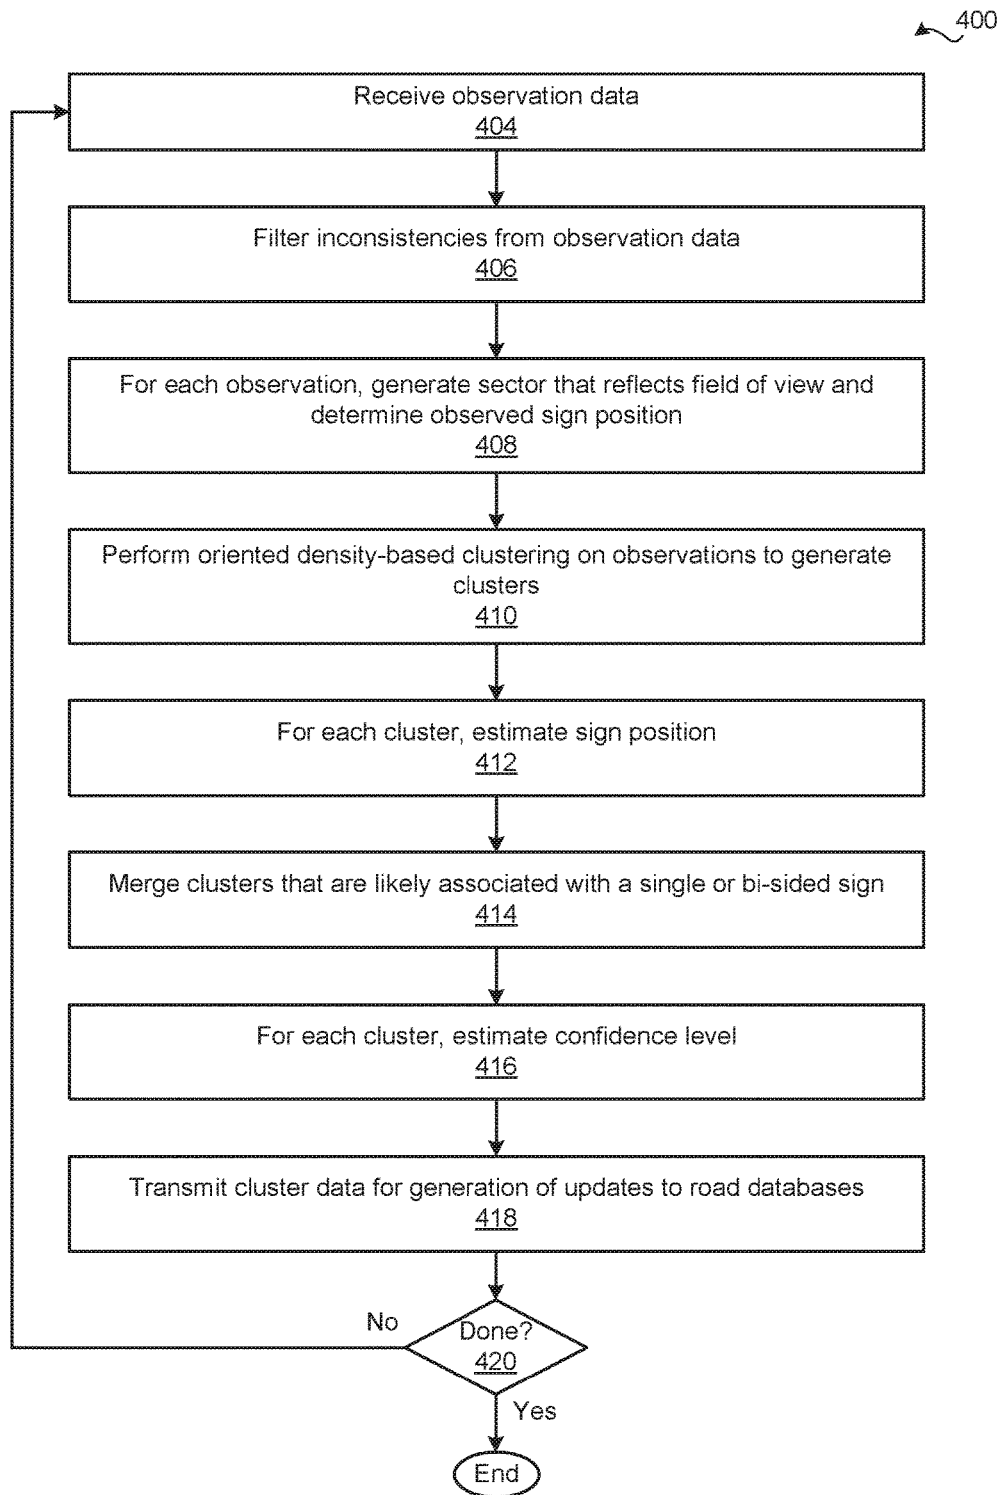 400
Receive observation data
404
Filter inconsistencies from observation data
406
For each observation, generate sector that reflects field of view and
determine observed sign position
408
Perform oriented density-based clustering on observations to generate
clusters
410
For each cluster, estimate sign position
412
Merge clusters that are likely associated with a single or bi-sided sign
414
For each cluster, estimate confidence level
416
Transmit cluster data for generation of updates to road databases
418
No
Done?
420
Yes
End